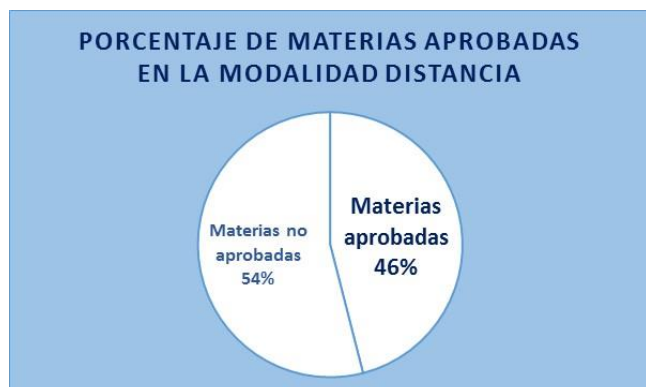 PORCENTAJE DE MATERIAS APROBADAS
EN LA MODALIDAD DISTANCIA
Materias no
aprobadas
54%
Materias
aprobadas
46%